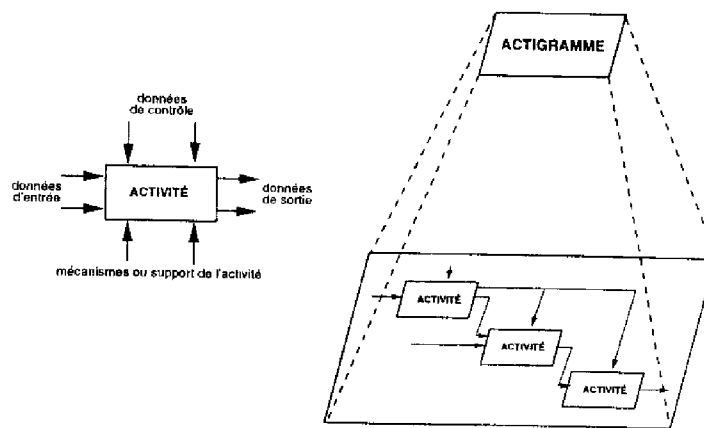 données
de contrôle
données
d'entrée
ACTIVITÉ
données
de sortie
mécanismes ou support de l'activité
ACTIGRAMME
ACTIVITÉ
ACTIVITÉ
ACTIVITÉ